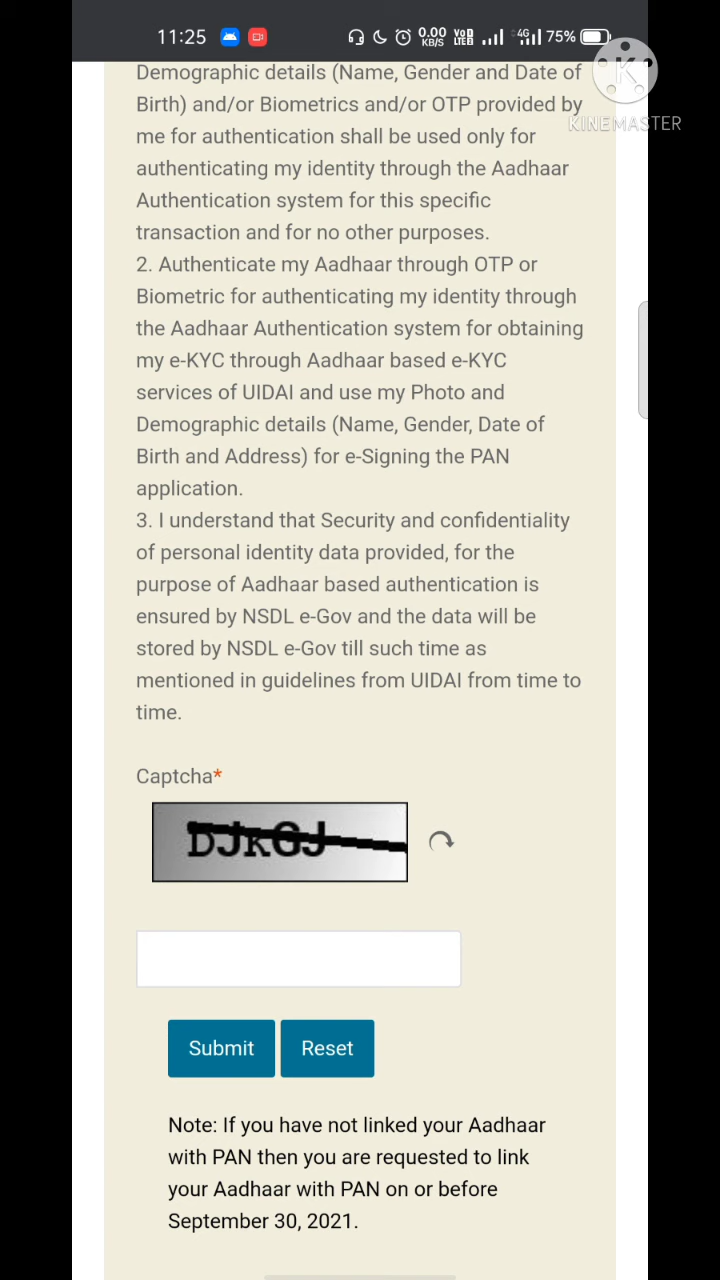 11:25 0.00 KB/S Vo LTE 4G 75%
KINEMASTER
Demographic details (Name, Gender and Date of
Birth) and/or Biometrics and/or OTP provided by
me for authentication shall be used only for
authenticating my identity through the Aadhaar
Authentication system for this specific
transaction and for no other purposes.
2. Authenticate my Aadhaar through OTP or
Biometric for authenticating my identity through
the Aadhaar Authentication system for obtaining
my e-KYC through Aadhaar based e-KYC
services of UIDAI and use my Photo and
Demographic details (Name, Gender, Date of
Birth and Address) for e-Signing the PAN
application.
3. I understand that Security and confidentiality
of personal identity data provided, for the
purpose of Aadhaar based authentication is
ensured by NSDL e-Gov and the data will be
stored by NSDL e-Gov till such time as
mentioned in guidelines from UIDAI from time to
time.
Captcha*
DJKGJ
Submit Reset
Note: If you have not linked your Aadhaar
with PAN then you are requested to link
your Aadhaar with PAN on or before
September 30, 2021.